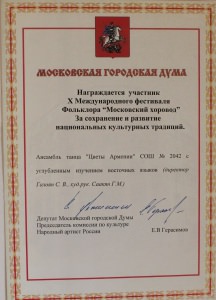 МОСКОВСКАЯ ГОРОДСКАЯ ДУМА
Награждается участник
X Международного фестиваля
Фольклора "Московский хоровод"
За сохранение и развитие
национальных культурных традиций.
Ансамбль танца "Цветы Армении" СОШ № 2042 с
углубленным изучением восточных языков (директор
С. В. худ.рук. Г.М.)
Депутат Московской городской Думы
Председатель комиссии по культуре
Народный артист России Е.В Герасимов